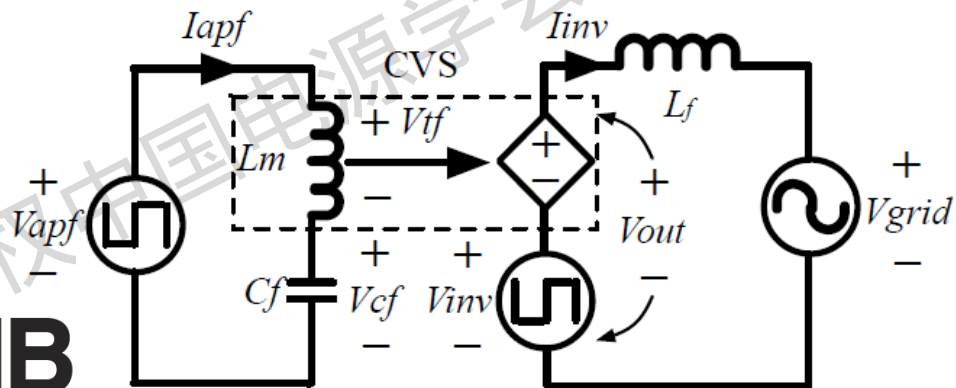 Iapf
Iinv
CVS
Lf
+
Vtf
−
Lm
+
−
+
Vapf
−
+
Vout
−
+
Vgrid
−
Cf
+
Vcf
−
+
Vinv
−
权中国电源学会
IB